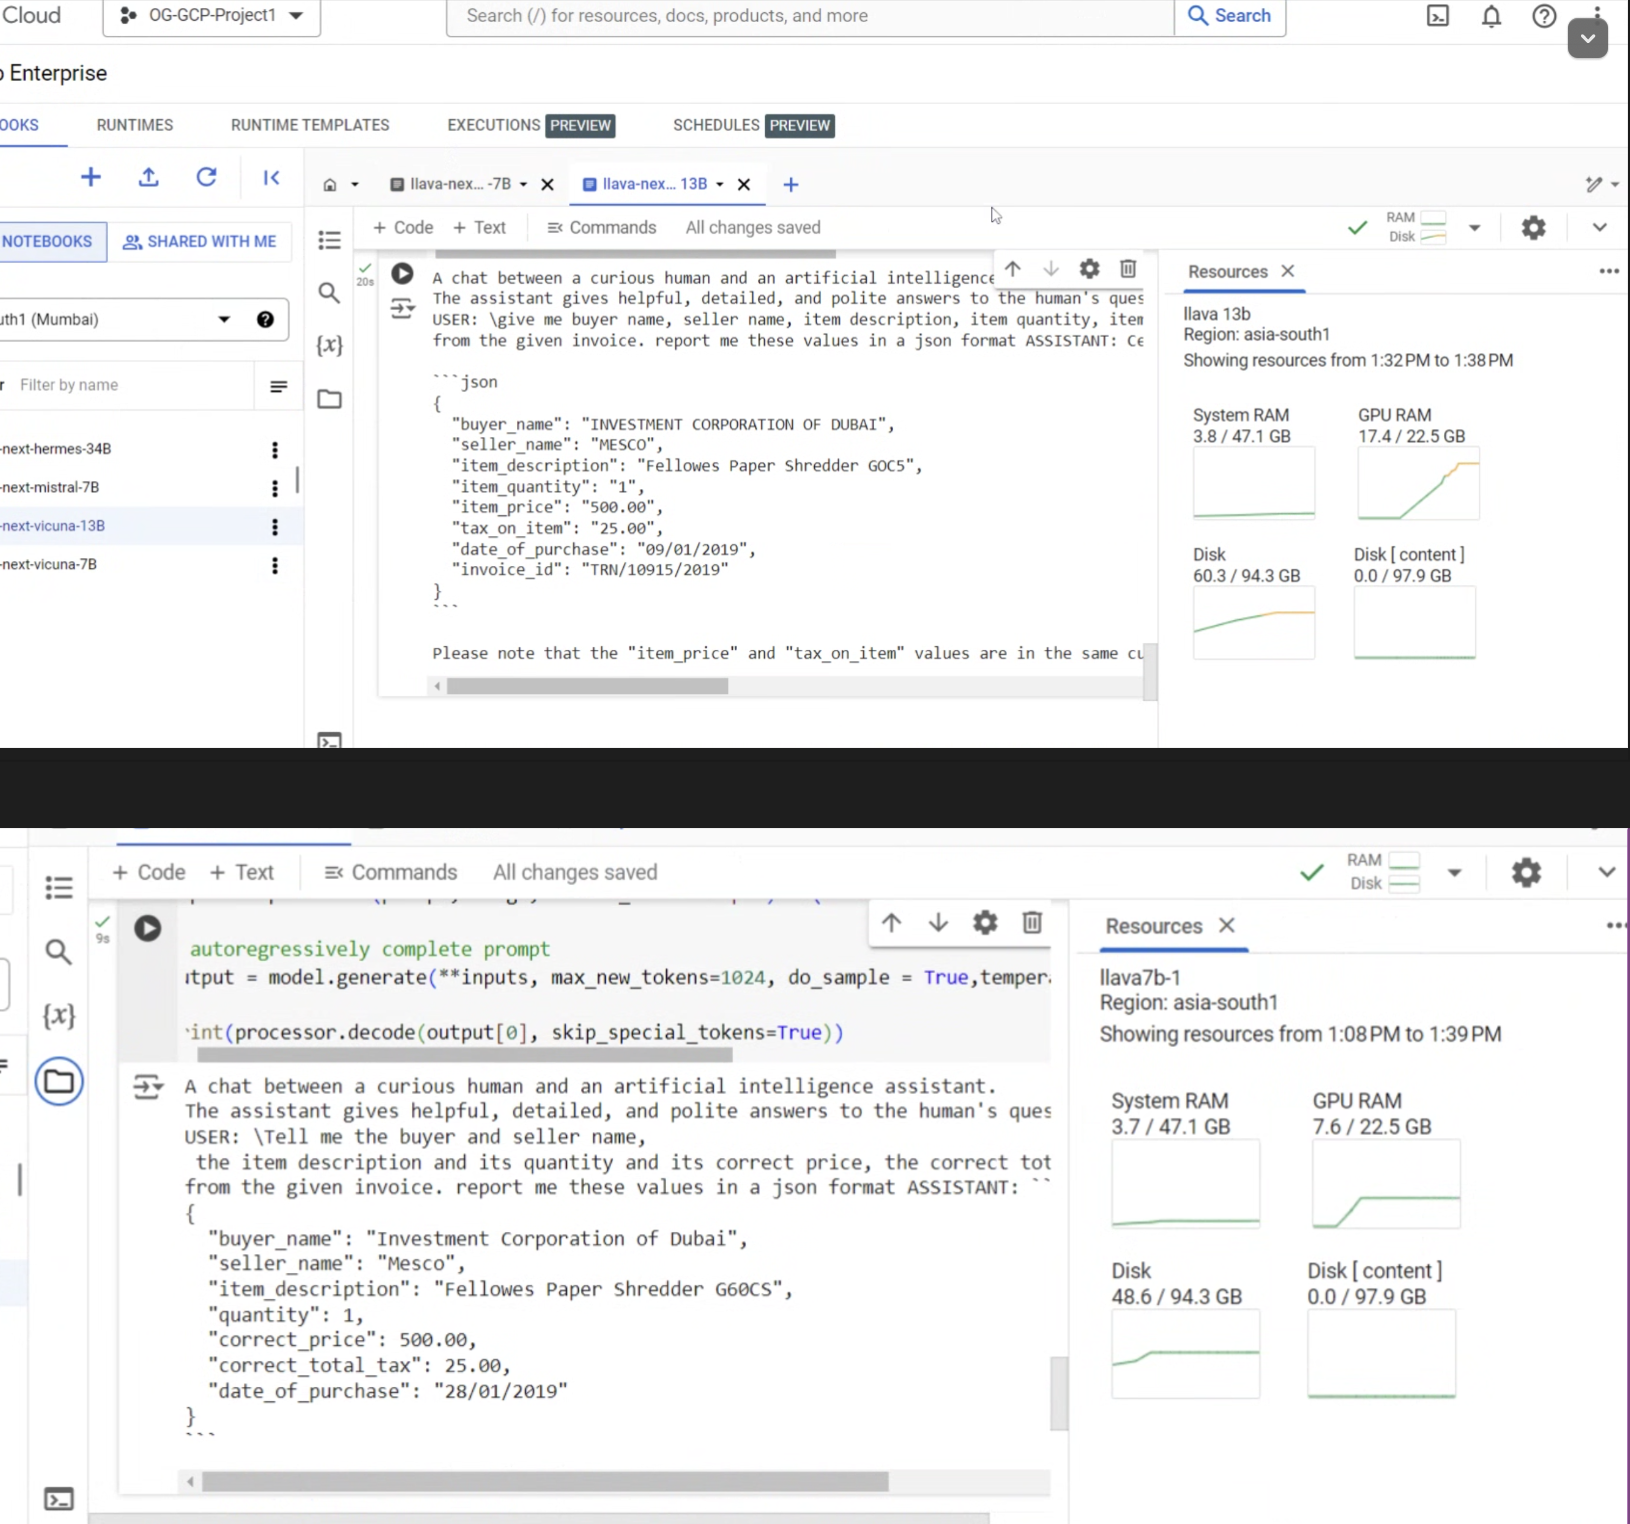 Cloud
OG-GCP-Project1
Search (/) for resources, docs, products, and more
Search
Enterprise
OOKS
RUNTIMES
RUNTIME TEMPLATES
EXECUTIONS PREVIEW
SCHEDULES PREVIEW
llava-nex... -7B
llava-nex... 13B
NOTEBOOKS
SHARED WITH ME
+ Code
+ Text
Commands
All changes saved
RAM
Disk
uth1 (Mumbai)
r Filter by name
-next-hermes-34B
-next-mistral-7B
-next-vicuna-13B
-next-vicuna-7B
{x}
20s
A chat between a curious human and an artificial intelligence
The assistant gives helpful, detailed, and polite answers to the human's ques
USER: \give me buyer name, seller name, item description, item quantity, item
from the given invoice. report me these values in a json format ASSISTANT: Ce
```json
{
"buyer_name": "INVESTMENT CORPORATION OF DUBAI",
"seller_name": "MESCO",
"item_description": "Fellowes Paper Shredder GOC5",
"item_quantity": "1",
"item_price": "500.00",
"tax_on_item": "25.00",
"date_of_purchase": "09/01/2019",
"invoice_id": "TRN/10915/2019"
}
```
Please note that the "item_price" and "tax_on_item" values are in the same cu
Resources
llava 13b
Region: asia-south1
Showing resources from 1:32 PM to 1:38 PM
System RAM
3.8 / 47.1 GB
GPU RAM
17.4 / 22.5 GB
Disk
60.3 / 94.3 GB
Disk [ content ]
0.0 / 97.9 GB
+ Code
+ Text
Commands
All changes saved
RAM
Disk
{x}
9s
autoregressively complete prompt
utput = model.generate(**inputs, max_new_tokens=1024, do_sample = True,tempera
int(processor.decode(output[0], skip_special_tokens=True))
A chat between a curious human and an artificial intelligence assistant.
The assistant gives helpful, detailed, and polite answers to the human's ques
USER: \Tell me the buyer and seller name,
the item description and its quantity and its correct price, the correct tot
from the given invoice. report me these values in a json format ASSISTANT: ``
{
"buyer_name": "Investment Corporation of Dubai",
"seller_name": "Mesco",
"item_description": "Fellowes Paper Shredder G60CS",
"quantity": 1,
"correct_price": 500.00,
"correct_total_tax": 25.00,
"date_of_purchase": "28/01/2019"
}
```
Resources
llava7b-1
Region: asia-south1
Showing resources from 1:08 PM to 1:39 PM
System RAM
3.7 / 47.1 GB
GPU RAM
7.6 / 22.5 GB
Disk
48.6 / 94.3 GB
Disk [ content ]
0.0 / 97.9 GB